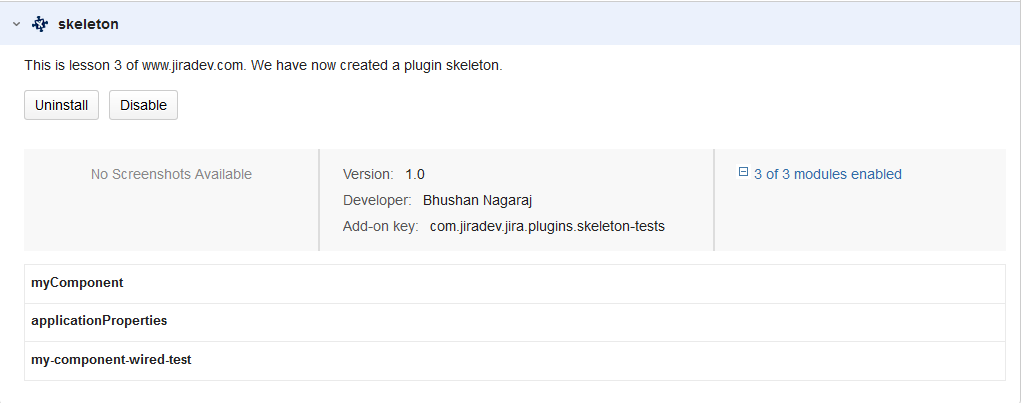 skeleton
This is lesson 3 of www.jiradev.com. We have now created a plugin skeleton.
Uninstall Disable
No Screenshots Available
Version: 1.0
Developer: Bhushan Nagaraj
Add-on key: com.jiradev.jira.plugins.skeleton-tests
3 of 3 modules enabled
myComponent
applicationProperties
my-component-wired-test